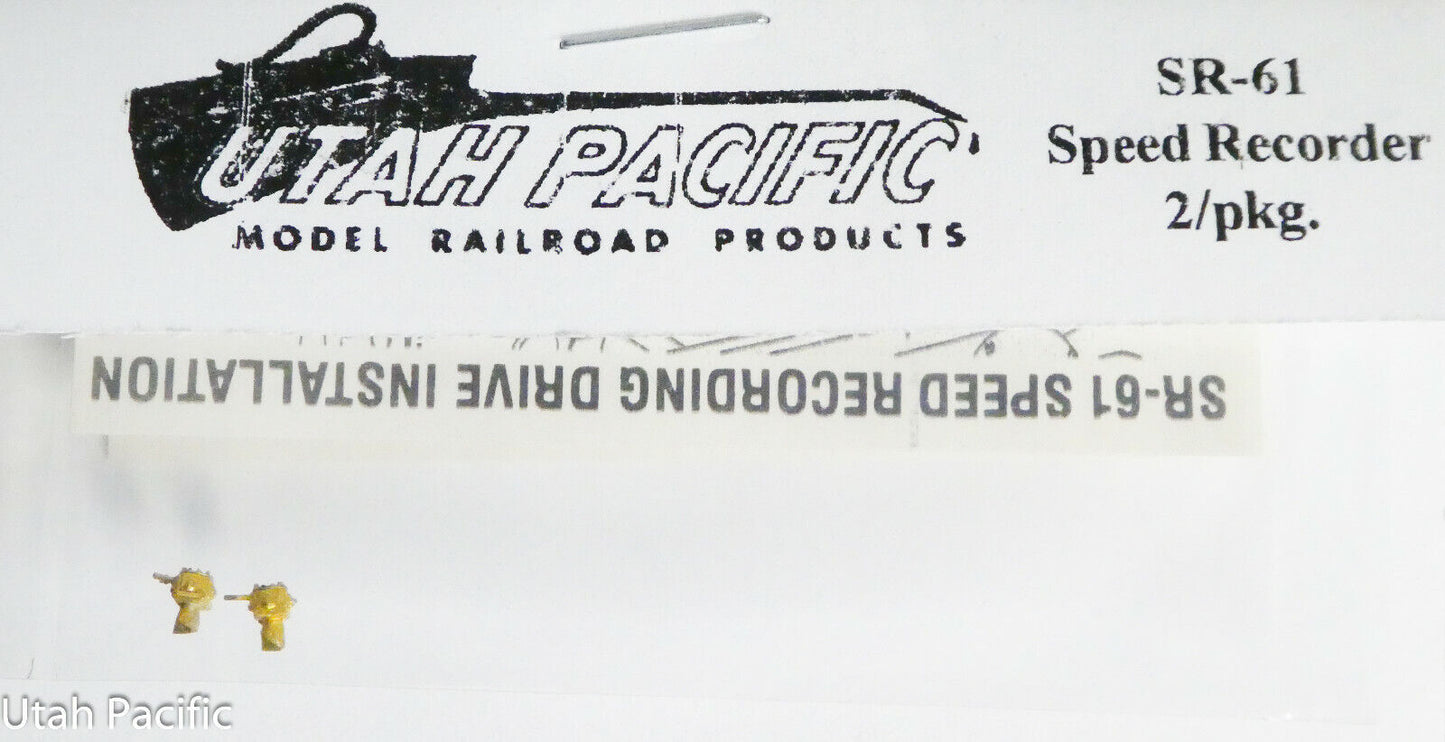 UTAH PACIFIC
MODEL RAILROAD PRODUCTS
SR-61
Speed Recorder
2/pkg.
SR-61 SPEED RECORDING DRIVE INSTALLATION
Utah Pacific